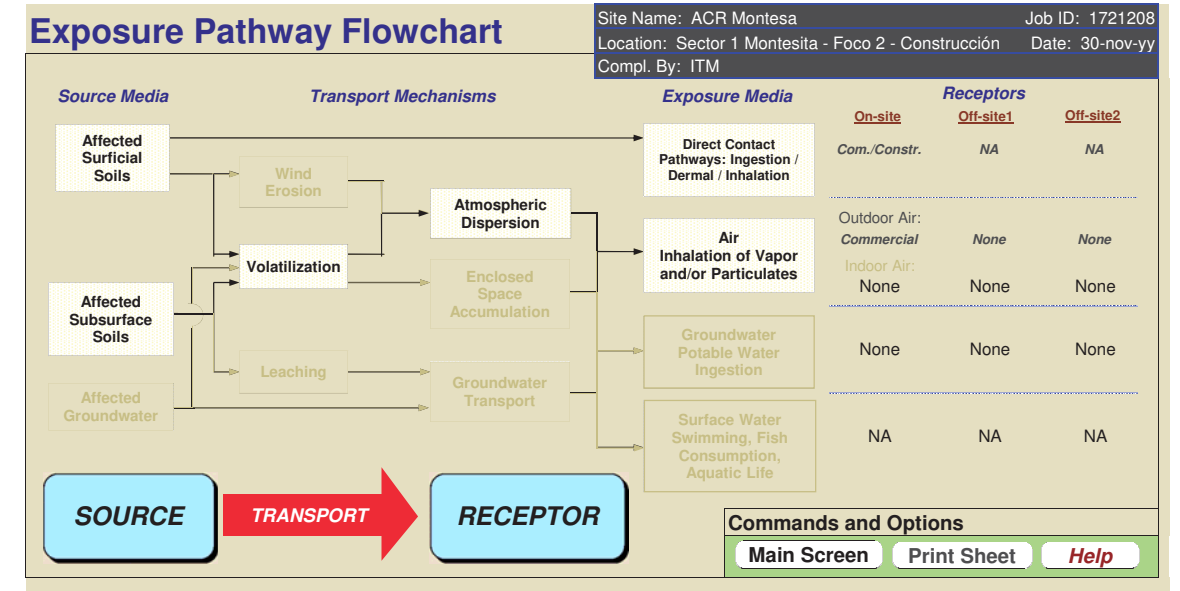 Exposure Pathway Flowchart
Site Name: ACR Montesa Job ID: 1721208
Location: Sector 1 Montesita - Foco 2 - Construcción Date: 30-nov-yy
Compl. By: ITM
Source Media
Transport Mechanisms
Exposure Media
Receptors
On-site Off-site1 Off-site2
Affected
Surficial
Soils
Wind
Erosion
Direct Contact
Pathways: Ingestion /
Dermal / Inhalation
Com./Constr. NA NA
Atmospheric
Dispersion
Volatilization
Air
Inhalation of Vapor
and/or Particulates
Outdoor Air:
Commercial None None
Indoor Air:
None None None
Affected
Subsurface
Soils
Enclosed
Space
Accumulation
Groundwater
Potable Water
Ingestion
None None None
Leaching
Groundwater
Transport
Affected
Groundwater
Surface Water
Swimming, Fish
Consumption,
Aquatic Life
NA NA NA
SOURCE
TRANSPORT
RECEPTOR
Commands and Options
Main Screen Print Sheet Help